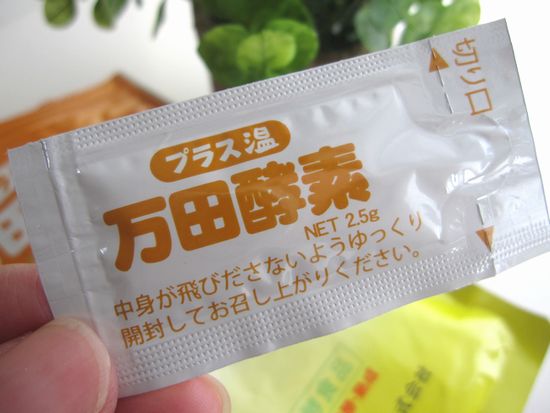 プラス温
万田酵素
NET 2.5g
中身が飛びださないようゆっくり
開封してお召し上がりください。
切り口